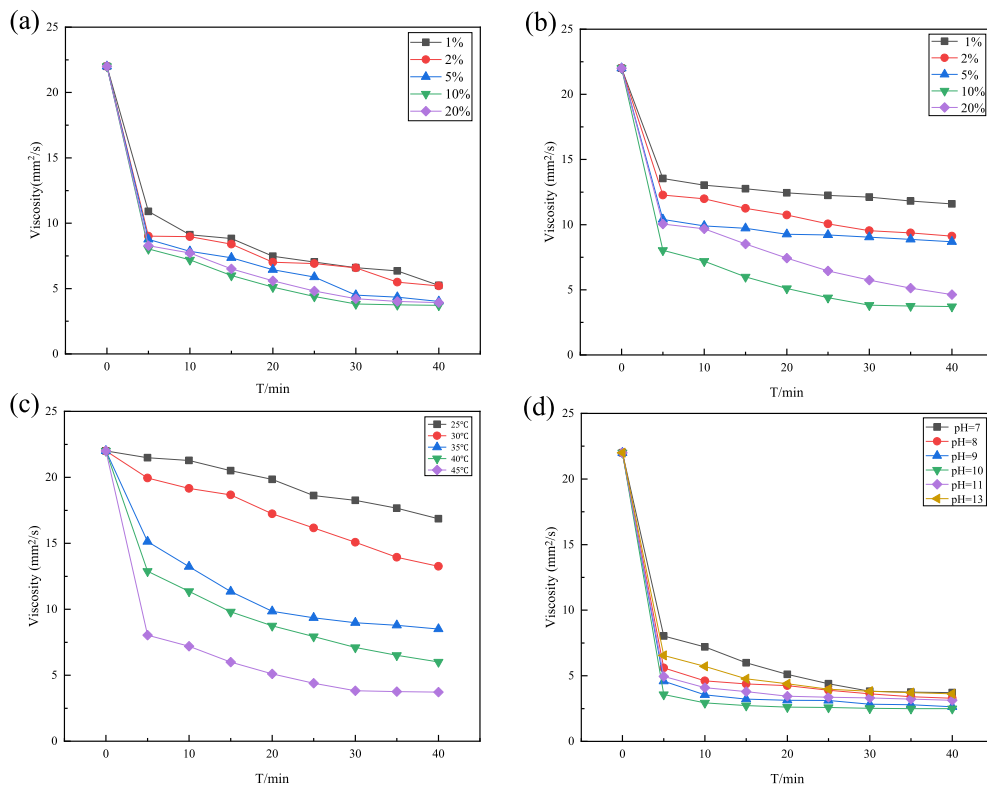 (a)
25
20
15
10
5
0
Viscosity(mm²/s)
0 10 20 30 40
T/min
1%
2%
5%
10%
20%
(b)
25
20
15
10
5
0
Viscosity (mm²/s)
0 10 20 30 40
T/min
1%
2%
5%
10%
20%
(c)
25
20
15
10
5
0
Viscosity (mm²/s)
0 10 20 30 40
T/min
25℃
30℃
35℃
40℃
45℃
(d)
25
20
15
10
5
0
Viscosity (mm²/s)
0 10 20 30 40
T/min
pH=7
pH=8
pH=9
pH=10
pH=11
pH=13